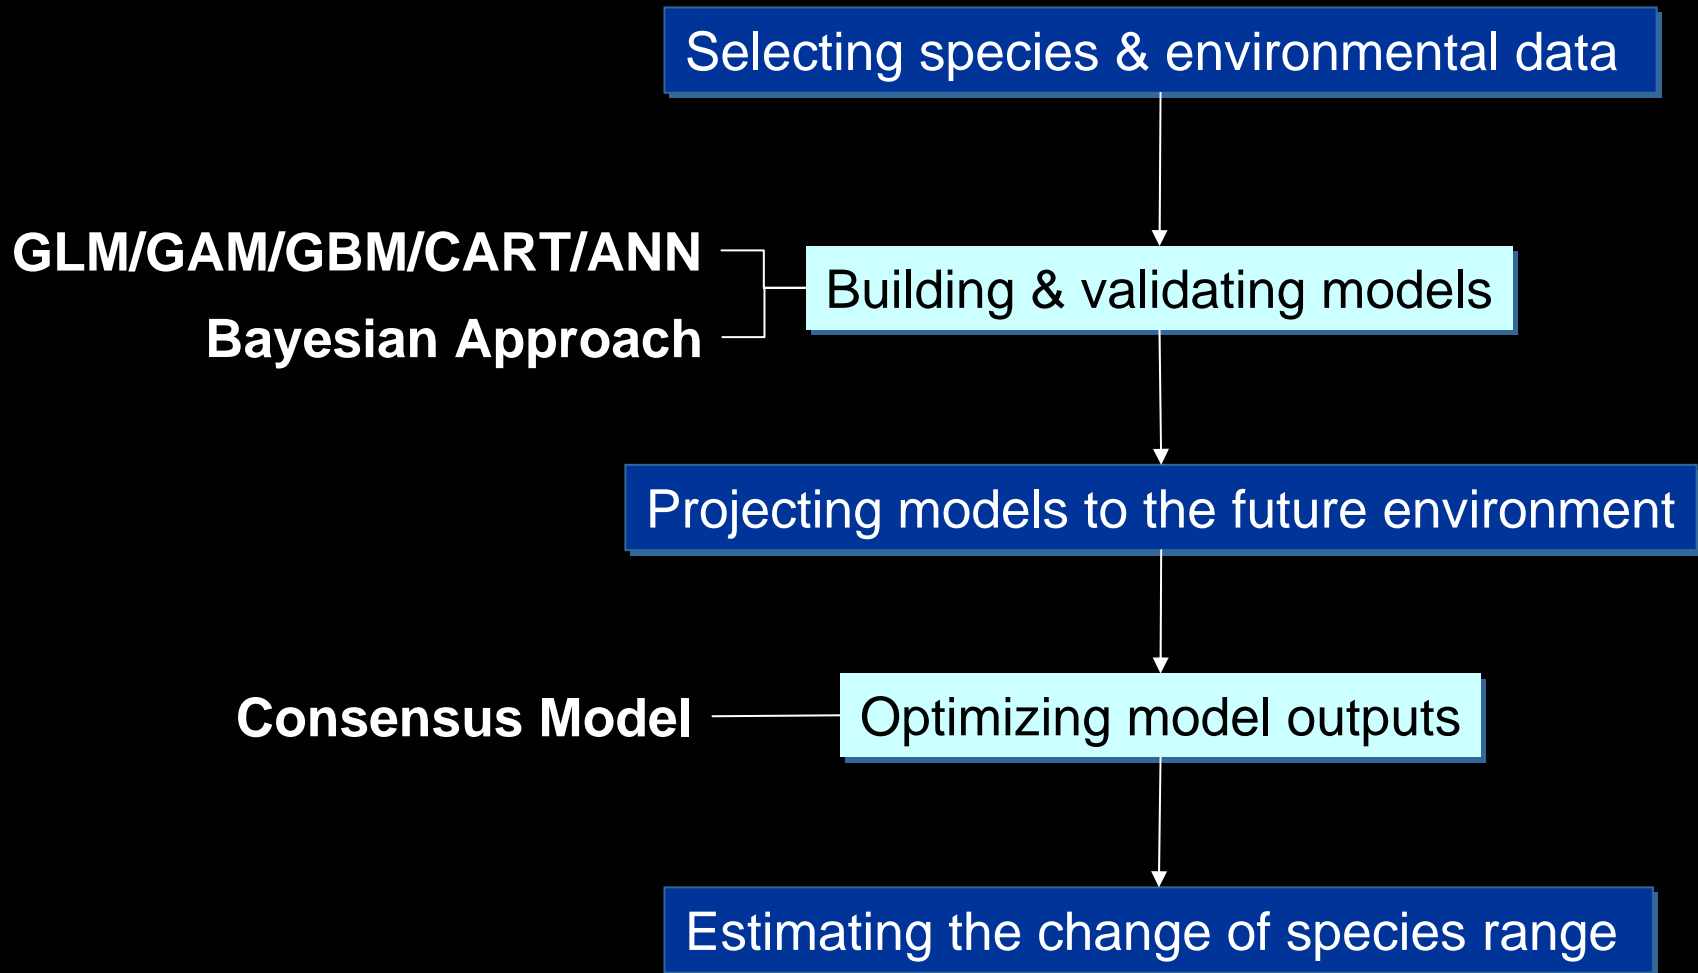 Selecting species & environmental data
GLM/GAM/GBM/CART/ANN
Building & validating models
Bayesian Approach
Projecting models to the future environment
Consensus Model
Optimizing model outputs
Estimating the change of species range